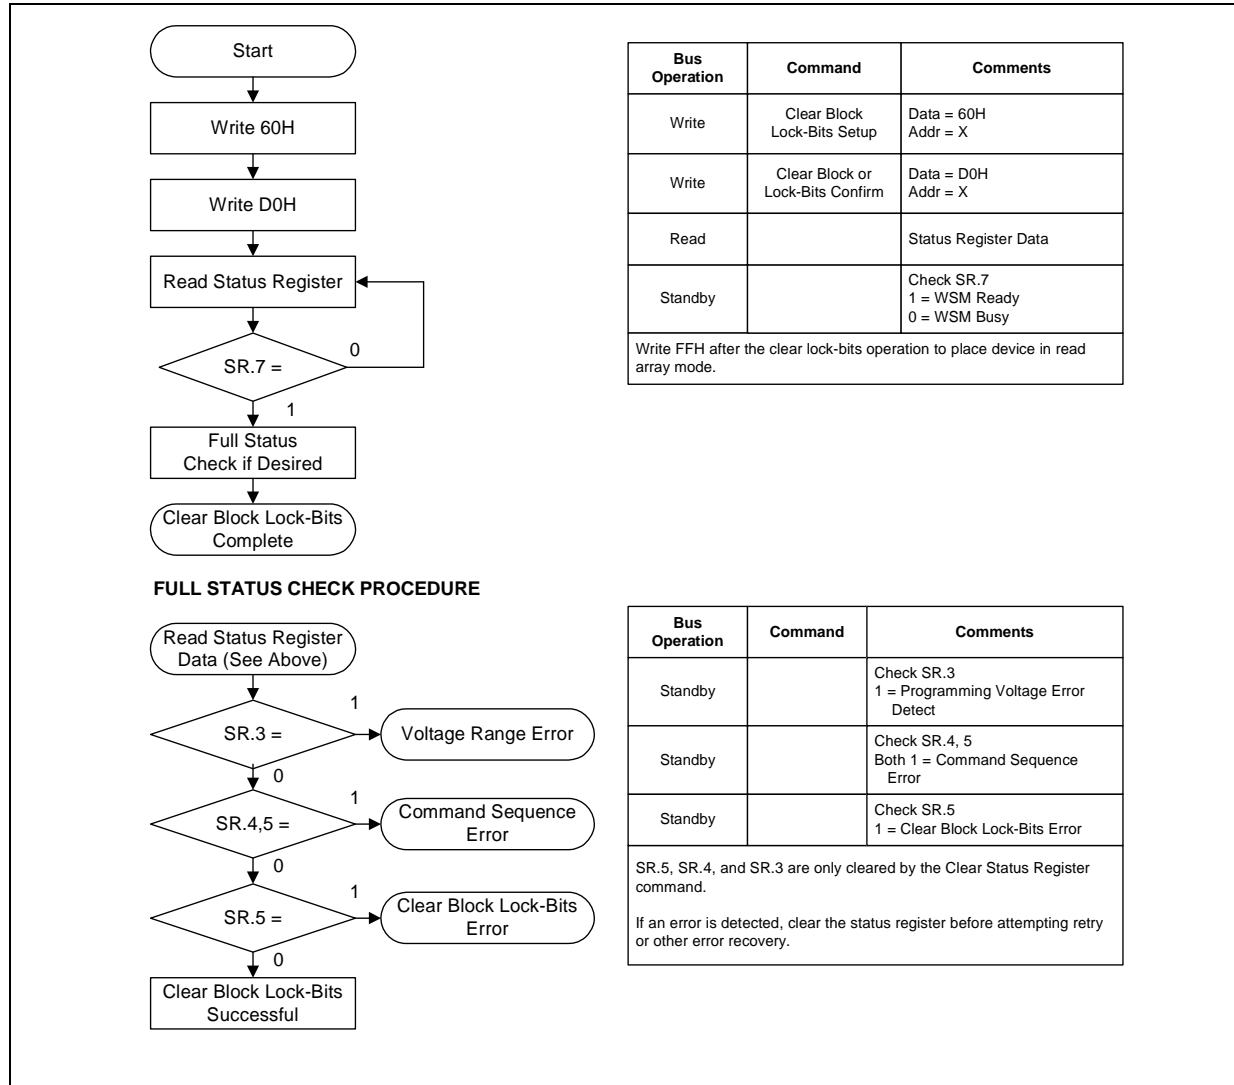 Start
Write 60H
Write D0H
Read Status Register
SR.7 =
0
1
Full Status
Check if Desired
Clear Block Lock-Bits
Complete
Bus
Operation
Command
Comments
Write
Clear Block
Lock-Bits Setup
Data = 60H
Addr = X
Write
Clear Block or
Lock-Bits Confirm
Data = D0H
Addr = X
Read
Status Register Data
Standby
Check SR.7
1 = WSM Ready
0 = WSM Busy
Write FFH after the clear lock-bits operation to place device in read
array mode.
FULL STATUS CHECK PROCEDURE
Read Status Register
Data (See Above)
SR.3 =
1
Voltage Range Error
0
SR.4,5 =
1
Command Sequence
Error
0
SR.5 =
1
Clear Block Lock-Bits
Error
0
Clear Block Lock-Bits
Successful
Bus
Operation
Command
Comments
Standby
Check SR.3
1 = Programming Voltage Error
Detect
Standby
Check SR.4, 5
Both 1 = Command Sequence
Error
Standby
Check SR.5
1 = Clear Block Lock-Bits Error
SR.5, SR.4, and SR.3 are only cleared by the Clear Status Register
command.
If an error is detected, clear the status register before attempting retry
or other error recovery.